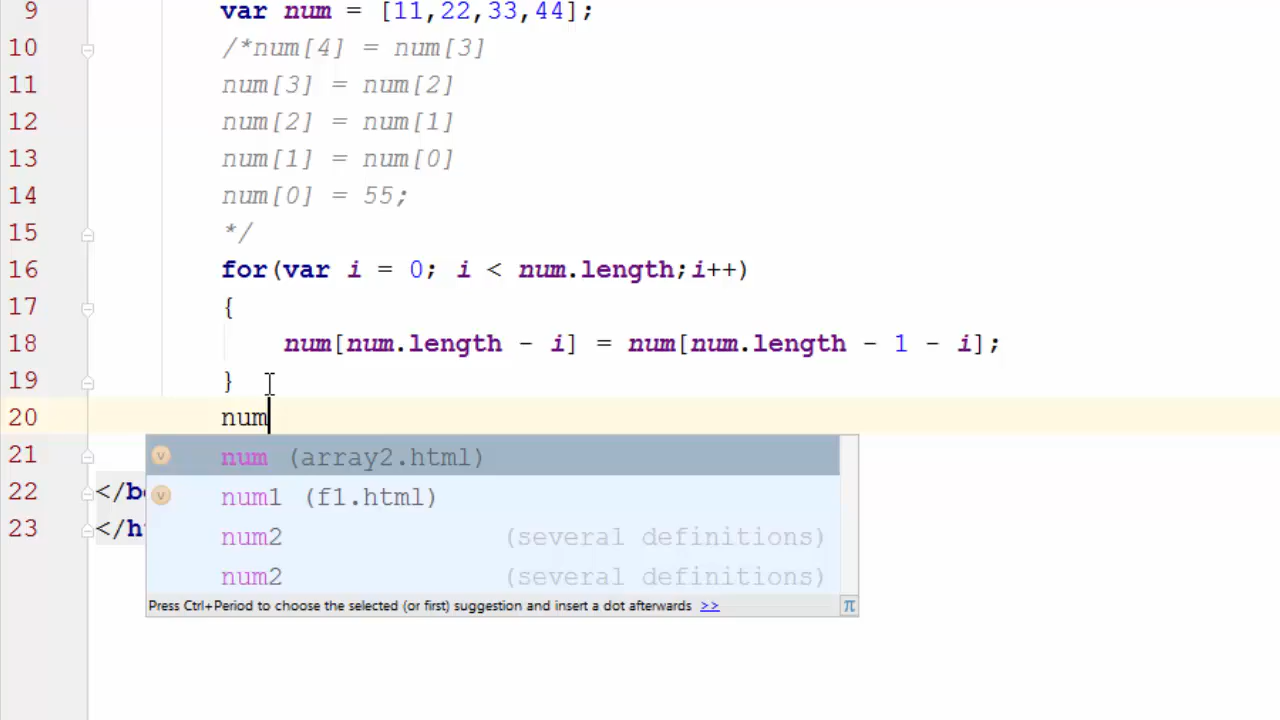 9 var num = [11,22,33,44];
10 /*num[4] = num[3]
11 num[3] = num[2]
12 num[2] = num[1]
13 num[1] = num[0]
14 num[0] = 55;
15 */
16 for(var i = 0; i < num.length;i++)
17 {
18 num[num.length - i] = num[num.length - 1 - i];
19 }
20 num
21 num (array2.html)
num1 (f1.html)
22 </bo
num2 (several definitions)
23 </ht
num2 (several definitions)
Press Ctrl+Period to choose the selected (or first) suggestion and insert a dot afterwards >> π